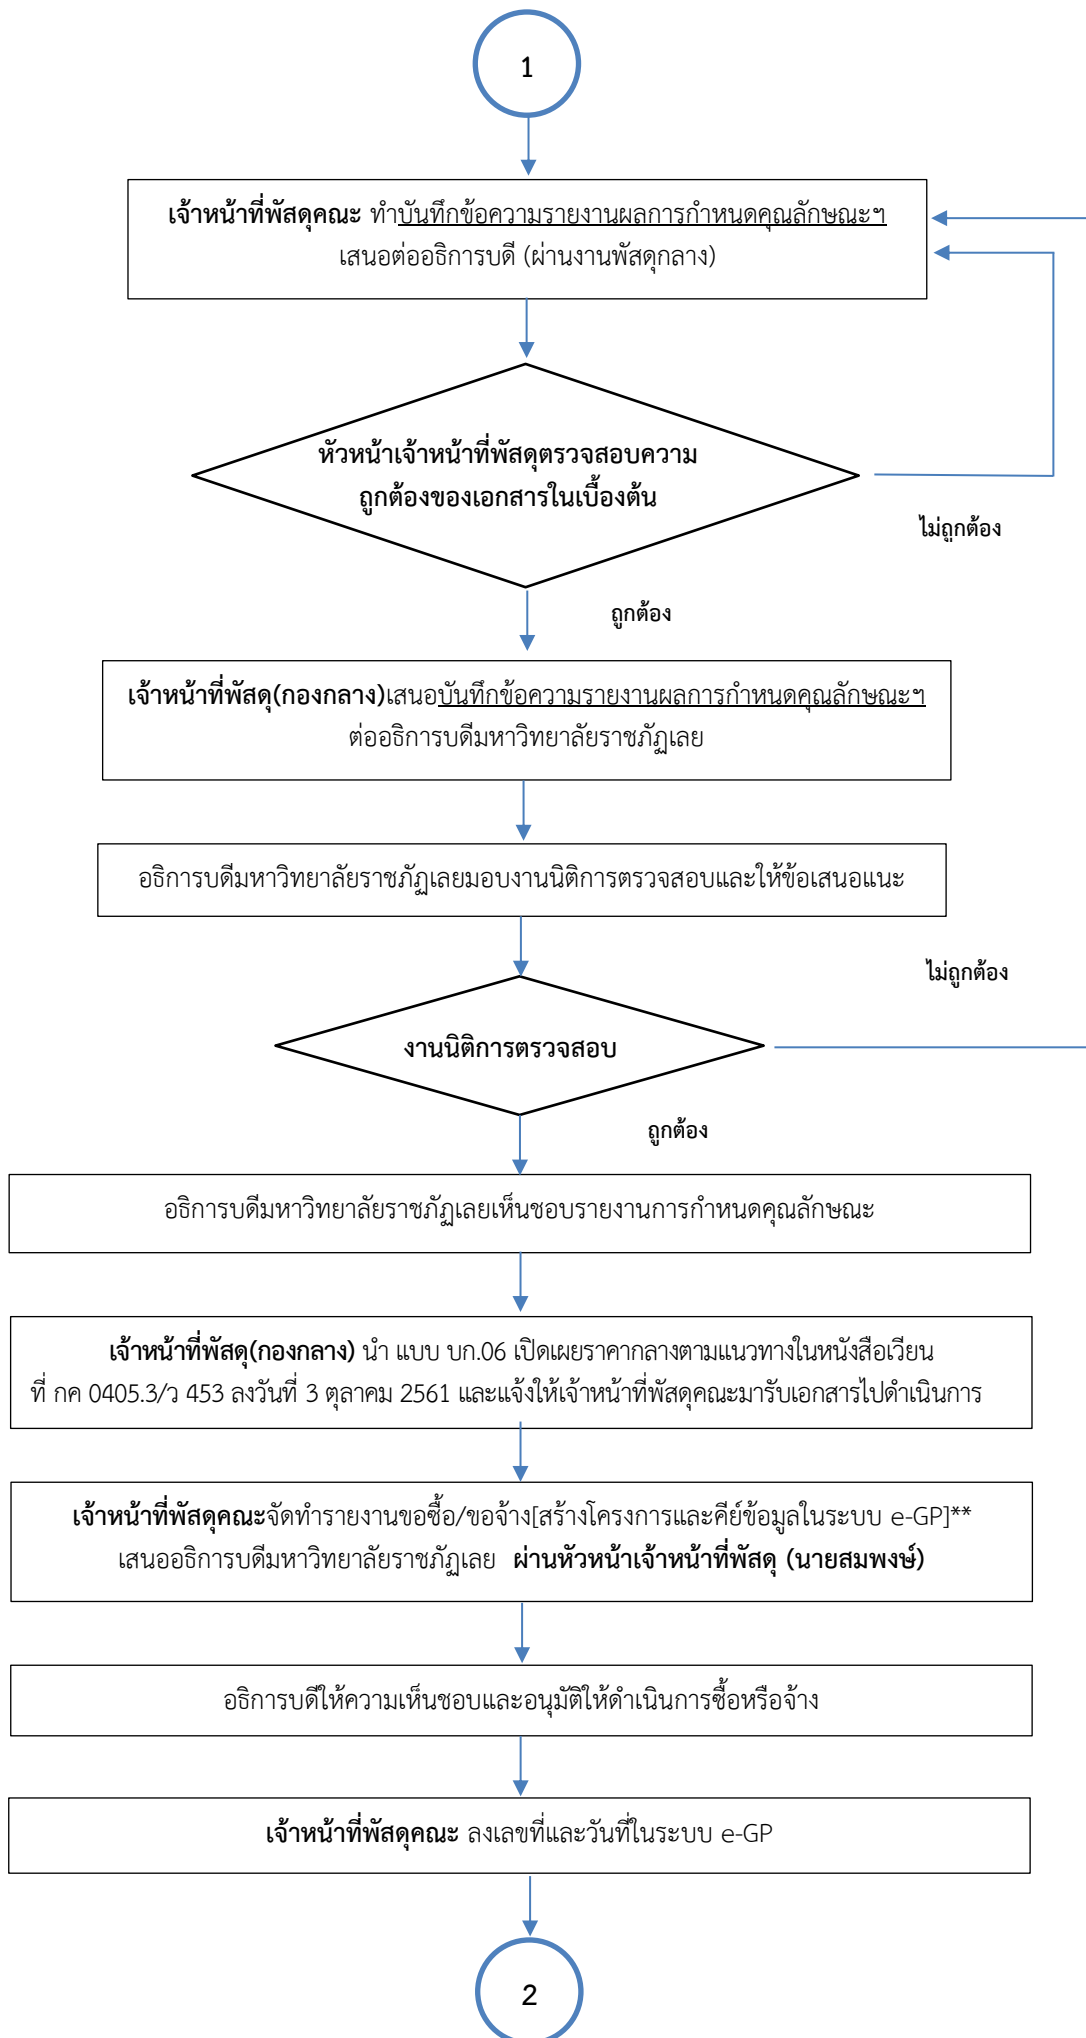 1
เจ้าหน้าที่พัสดุคณะ ทำบันทึกข้อความรายงานผลการกำหนดคุณลักษณะฯ
เสนอต่ออธิการบดี (ผ่านงานพัสดุกลาง)
หัวหน้าเจ้าหน้าที่พัสดุตรวจสอบความ
ถูกต้องของเอกสารในเบื้องต้น
ไม่ถูกต้อง
ถูกต้อง
เจ้าหน้าที่พัสดุ(กองกลาง)เสนอบันทึกข้อความรายงานผลการกำหนดคุณลักษณะฯ
ต่ออธิการบดีมหาวิทยาลัยราชภัฏเลย
อธิการบดีมหาวิทยาลัยราชภัฏเลยมอบงานนิติการตรวจสอบและให้ข้อเสนอแนะ
ไม่ถูกต้อง
งานนิติการตรวจสอบ
ถูกต้อง
อธิการบดีมหาวิทยาลัยราชภัฏเลยเห็นชอบรายงานการกำหนดคุณลักษณะ
เจ้าหน้าที่พัสดุ(กองกลาง) นำ แบบ บก.06 เปิดเผยราคากลางตามแนวทางในหนังสือเวียน
ที่ กค 0405.3/ว 453 ลงวันที่ 3 ตุลาคม 2561 และแจ้งให้เจ้าหน้าที่พัสดุคณะมารับเอกสารไปดำเนินการ
เจ้าหน้าที่พัสดุคณะจัดทำรายงานขอซื้อ/ขอจ้าง[สร้างโครงการและคีย์ข้อมูลในระบบ e-GP]**
เสนออธิการบดีมหาวิทยาลัยราชภัฏเลย ผ่านหัวหน้าเจ้าหน้าที่พัสดุ (นายสมพงษ์)
อธิการบดีให้ความเห็นชอบและอนุมัติให้ดำเนินการซื้อหรือจ้าง
เจ้าหน้าที่พัสดุคณะ ลงเลขที่และวันที่ในระบบ e-GP
2